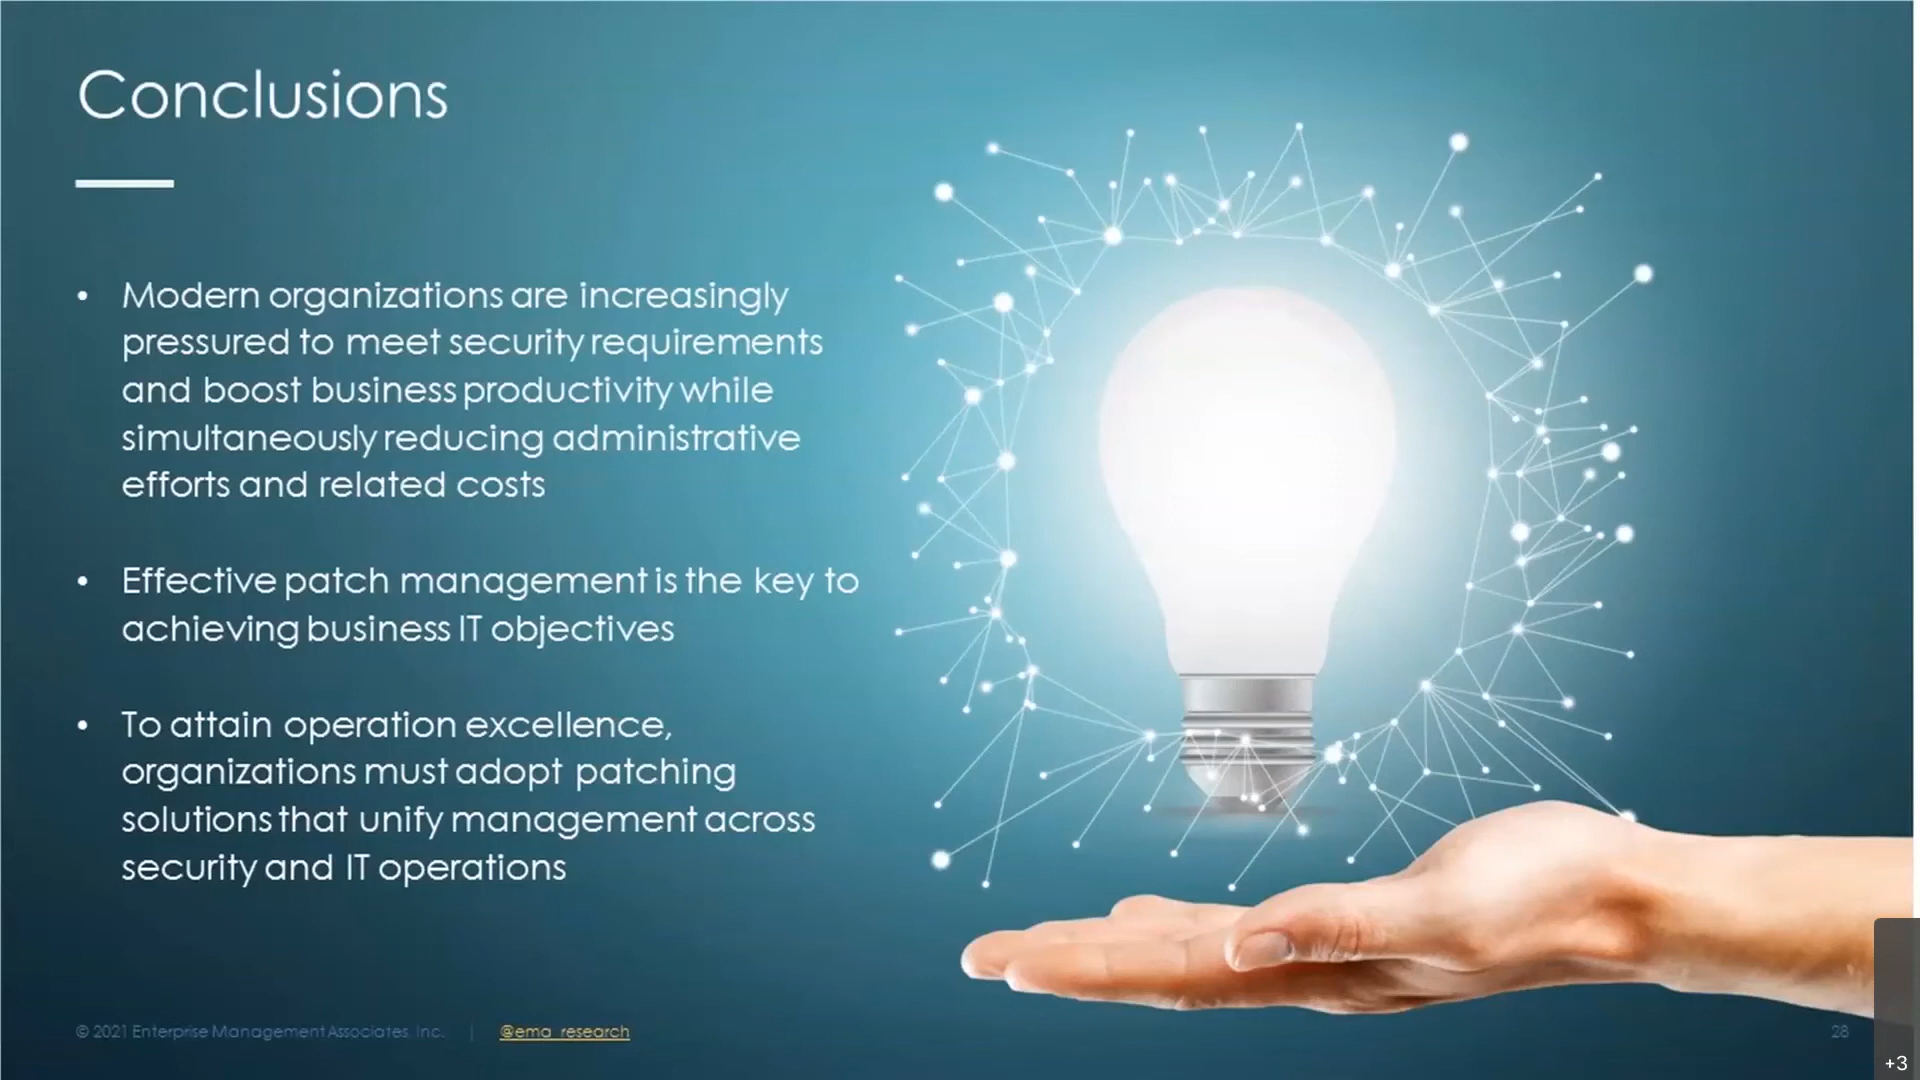 Conclusions
• Modern organizations are increasingly
pressured to meet security requirements
and boost business productivity while
simultaneously reducing administrative
efforts and related costs
• Effective patch management is the key to
achieving business IT objectives
• To attain operation excellence,
organizations must adopt patching
solutions that unify management across
security and IT operations
© 2021 Enterprise Management Associates, Inc. | @ema_research
28
+3